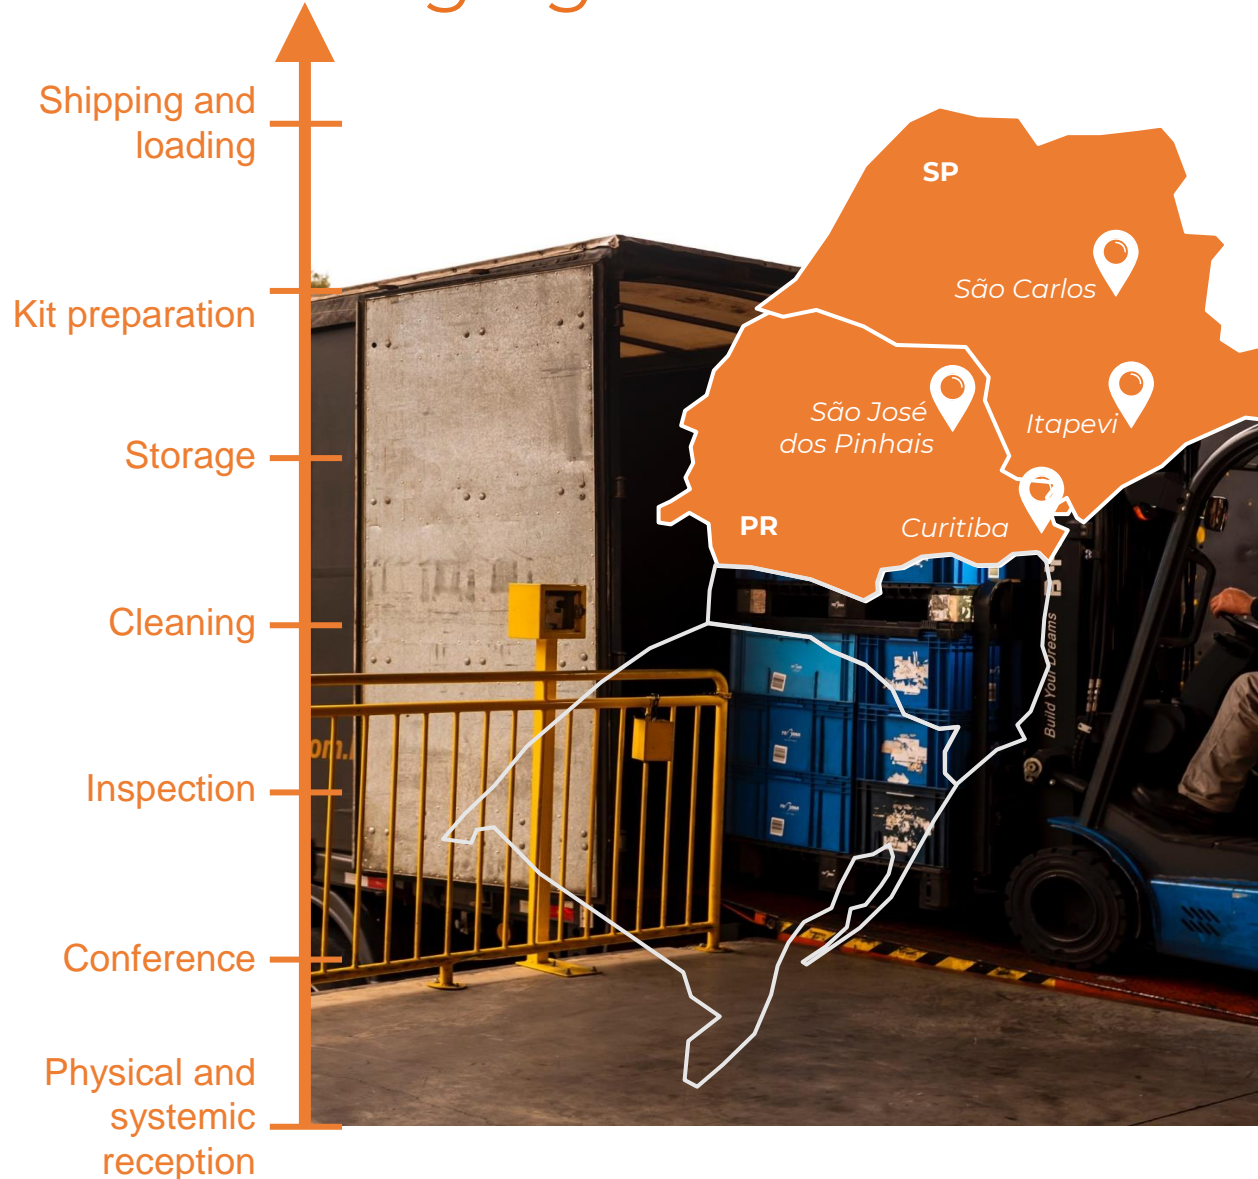 Shipping and
loading
Kit preparation
Storage
Cleaning
Inspection
Conference
Physical and
systemic
reception
SP
São Carlos
São José
dos Pinhais
Itapevi
PR
Curitiba
Build Your Dreams